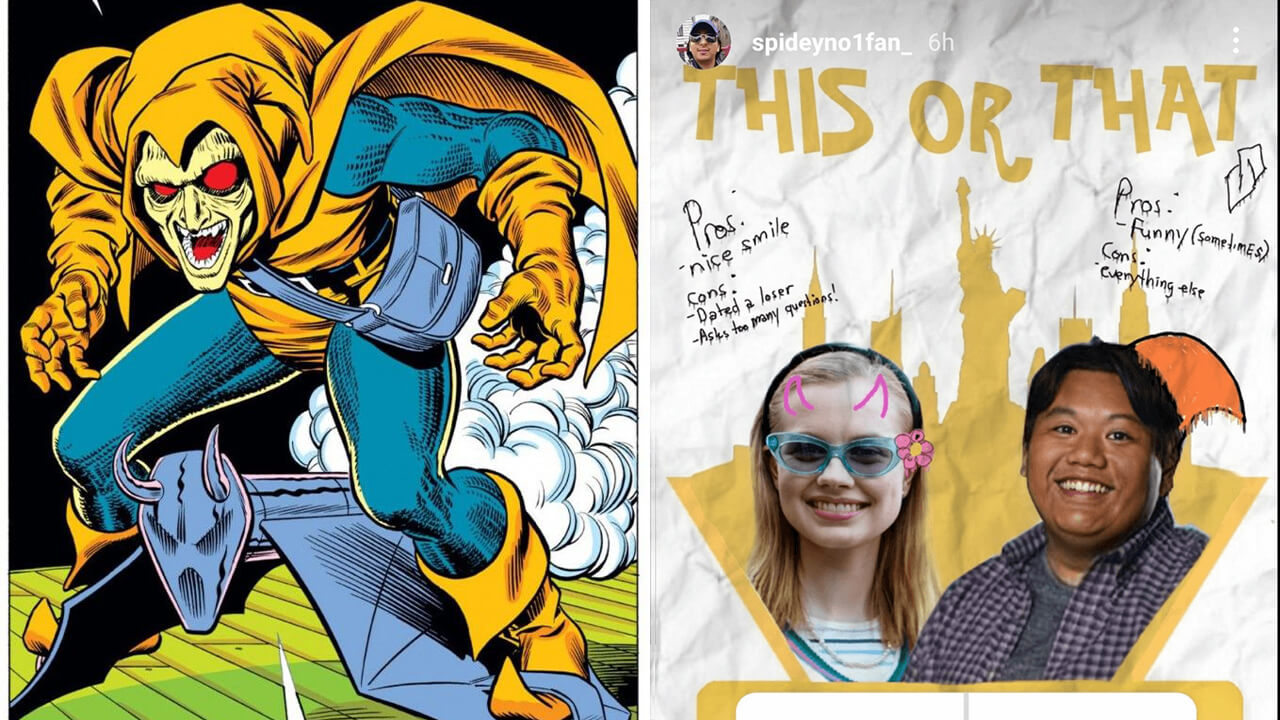 spideyno1fan_ 6h
THIS OR THAT
Pros:
-nice smile
cons:
-Dated a loser
-Asks too many questions!
Pros:
-Funny (sometimes)
Cons:
-everything else